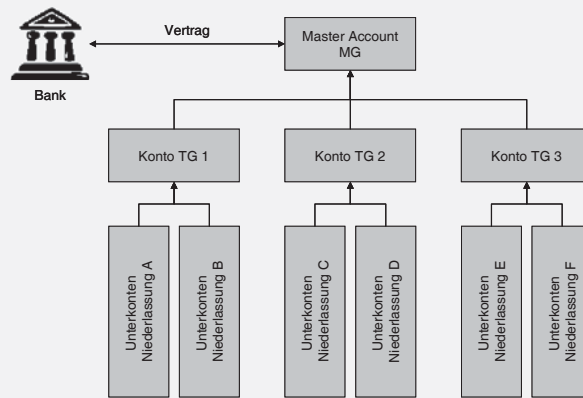 Vertrag
Master Account
MG
Bank
Konto TG 1
Konto TG 2
Konto TG 3
Unterkonten
Niederlassung A
Unterkonten
Niederlassung B
Unterkonten
Niederlassung C
Unterkonten
Niederlassung D
Unterkonten
Niederlassung E
Unterkonten
Niederlassung F